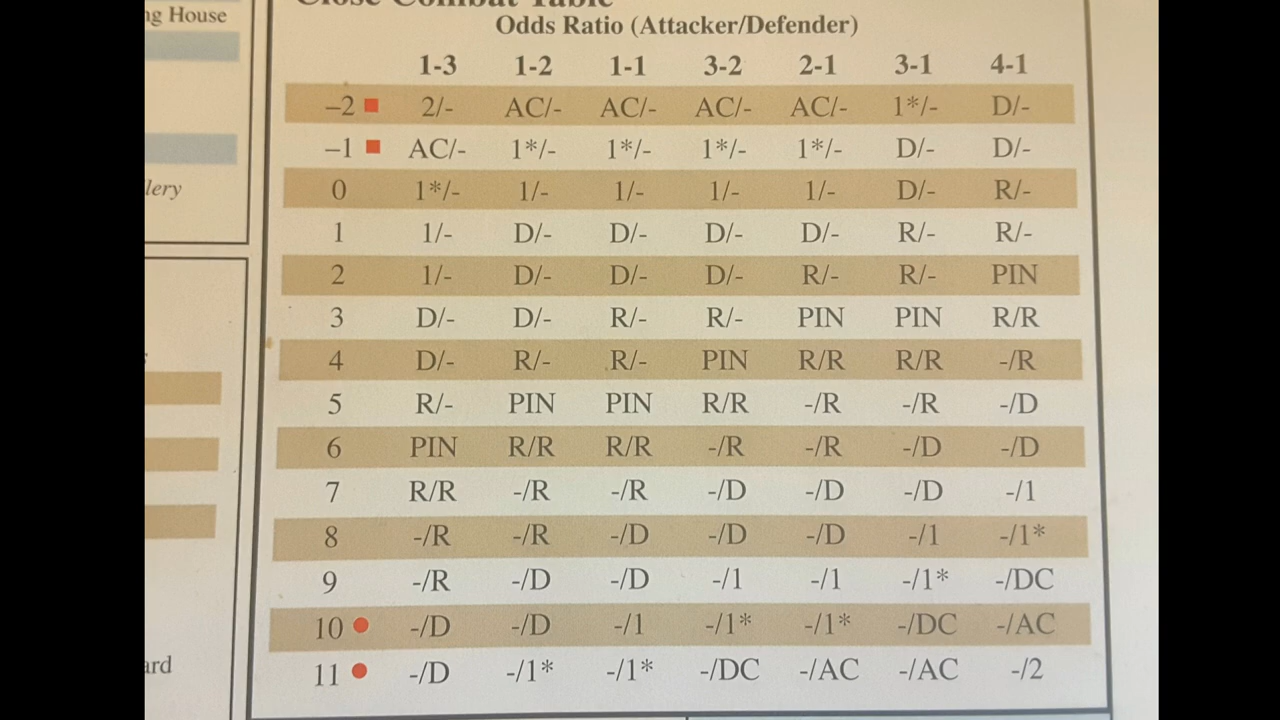 ng House
Close Combat Table
Odds Ratio (Attacker/Defender)
1-3 1-2 1-1 3-2 2-1 3-1 4-1
–2 2/- AC/- AC/- AC/- AC/- 1*/- D/-
–1 AC/- 1*/- 1*/- 1*/- 1*/- D/- D/-
0 1*/- 1/- 1/- 1/- 1/- D/- R/-
lery
1 1/- D/- D/- D/- D/- R/- R/-
2 1/- D/- D/- D/- R/- R/- PIN
3 D/- D/- R/- R/- PIN PIN R/R
4 D/- R/- R/- PIN R/R R/R -/R
5 R/- PIN PIN R/R -/R -/R -/D
6 PIN R/R R/R -/R -/R -/D -/D
7 R/R -/R -/R -/D -/D -/D -/1
8 -/R -/R -/D -/D -/D -/1 -/1*
9 -/R -/D -/D -/1 -/1 -/1* -/DC
10 -/D -/D -/1 -/1* -/1* -/DC -/AC
11 -/D -/1* -/1* -/DC -/AC -/AC -/2
ard